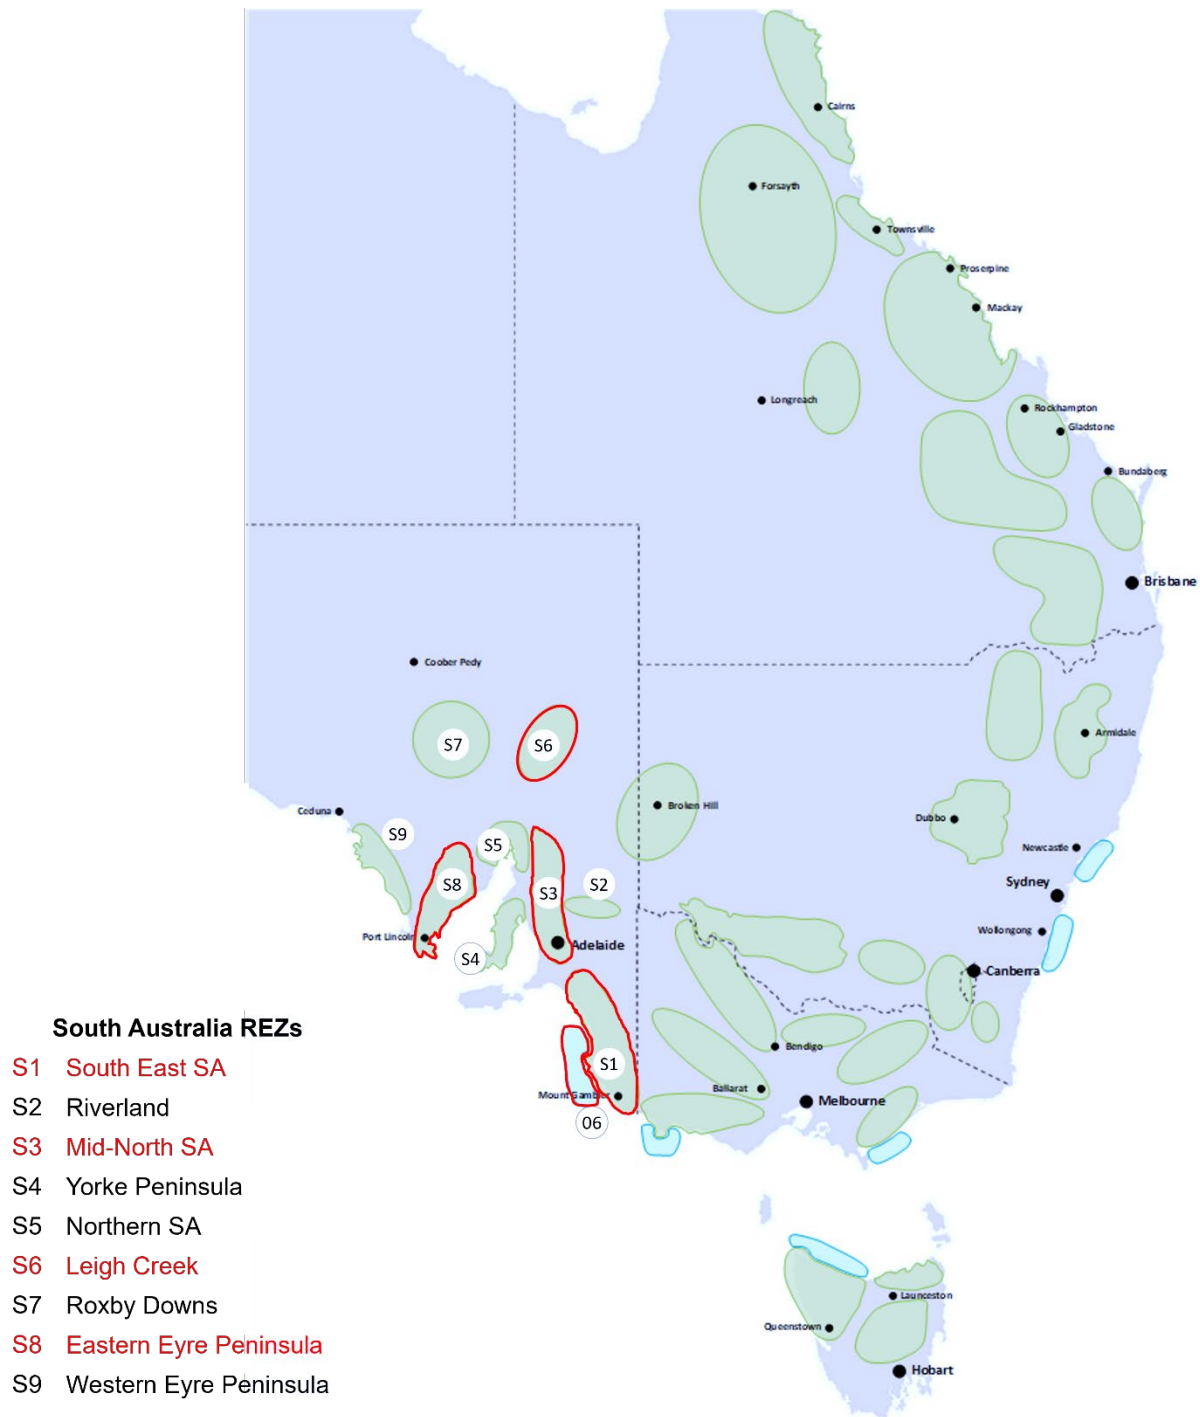 Cairns
Forsayth
Townsville
Proserpine
Mackay
Longreach
Rockhampton
Gladstone
Bundaberg
Brisbane
Coober Pedy
S7
S6
Armidale
Broken Hill
Ceduna
Dubbo
S9
S5
Newcastle
S8
S3
S2
Sydney
Port Lincoln
Adelaide
Wollongong
S4
Canberra
South Australia REZs
S1 South East SA
S2 Riverland
S3 Mid-North SA
S4 Yorke Peninsula
S5 Northern SA
S6 Leigh Creek
S7 Roxby Downs
S8 Eastern Eyre Peninsula
S9 Western Eyre Peninsula
S1
Bendigo
Mount Gambier
Ballarat
Melbourne
O6
Launceston
Queenstown
Hobart